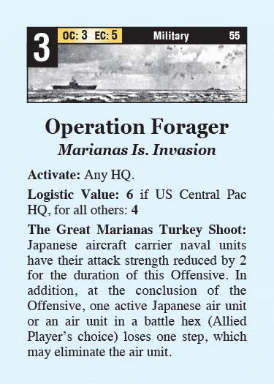 3 OC: 3 EC: 5 Military 55
Operation Forager
Marianas Is. Invasion
Activate: Any HQ.
Logistic Value: 6 if US Central Pac
HQ, for all others: 4
The Great Marianas Turkey Shoot:
Japanese aircraft carrier naval units
have their attack strength reduced by 2
for the duration of this Offensive. In
addition, at the conclusion of the
Offensive, one active Japanese air unit
or an air unit in a battle hex (Allied
Player's choice) loses one step, which
may eliminate the air unit.